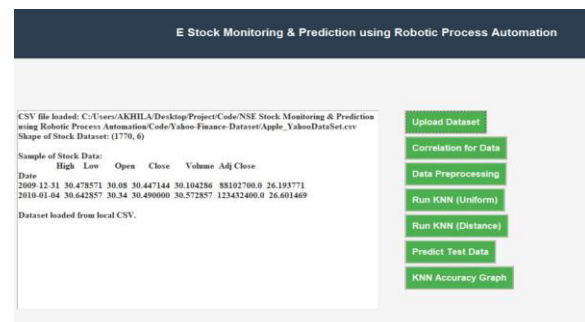 E Stock Monitoring & Prediction using Robotic Process Automation
CSV file loaded: C:/Users/AKHILA/Desktop/Project/Code/NSE Stock Monitoring & Prediction
using Robotic Process Automation/Code/Yahoo-Finance-Dataset/Apple_YahooDataSet.csv
Shape of Stock Dataset: (1770, 6)
Sample of Stock Data:
High Low Open Close Volume Adj Close
Date
2009-12-31 30.478571 30.08 30.447144 30.104286 88102700.0 26.193771
2010-01-04 30.642857 30.34 30.490000 30.572857 123432400.0 26.601469
Dataset loaded from local CSV.
Upload Dataset
Correlation for Data
Data Preprocessing
Run KNN (Uniform)
Run KNN (Distance)
Predict Test Data
KNN Accuracy Graph